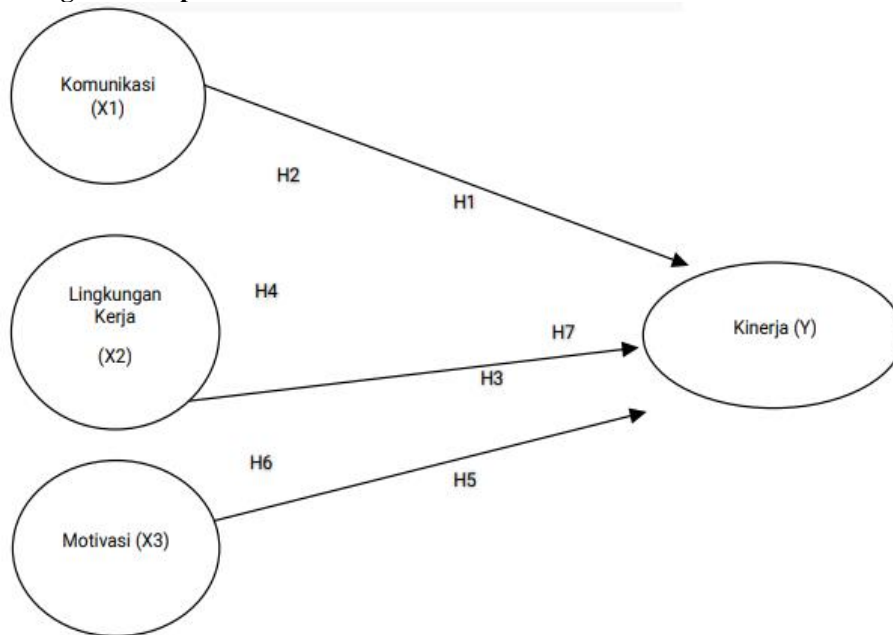 Komunikasi
(X1)
H2
H1
Lingkungan
Kerja
(X2)
H4
H7
Kinerja (Y)
H3
H6
H5
Motivasi (X3)